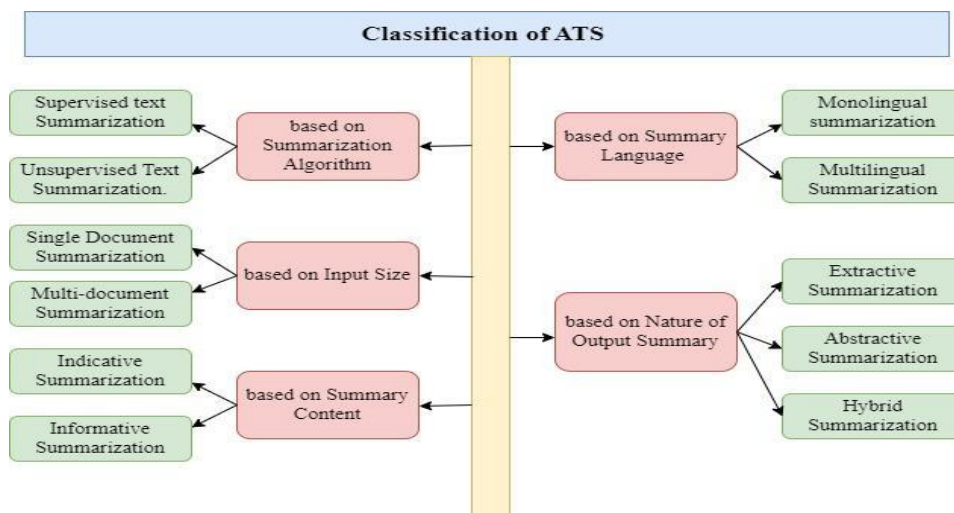 Classification of ATS
Supervised text
Summarization
Unsupervised Text
Summarization.
based on
Summarization
Algorithm
Single Document
Summarization
Multi-document
Summarization
based on Input Size
Indicative
Summarization
Informative
Summarization
based on Summary
Content
based on Summary
Language
Monolingual
summarization
Multilingual
Summarization
based on Nature of
Output Summary
Extractive
Summarization
Abstractive
Summarization
Hybrid
Summarization